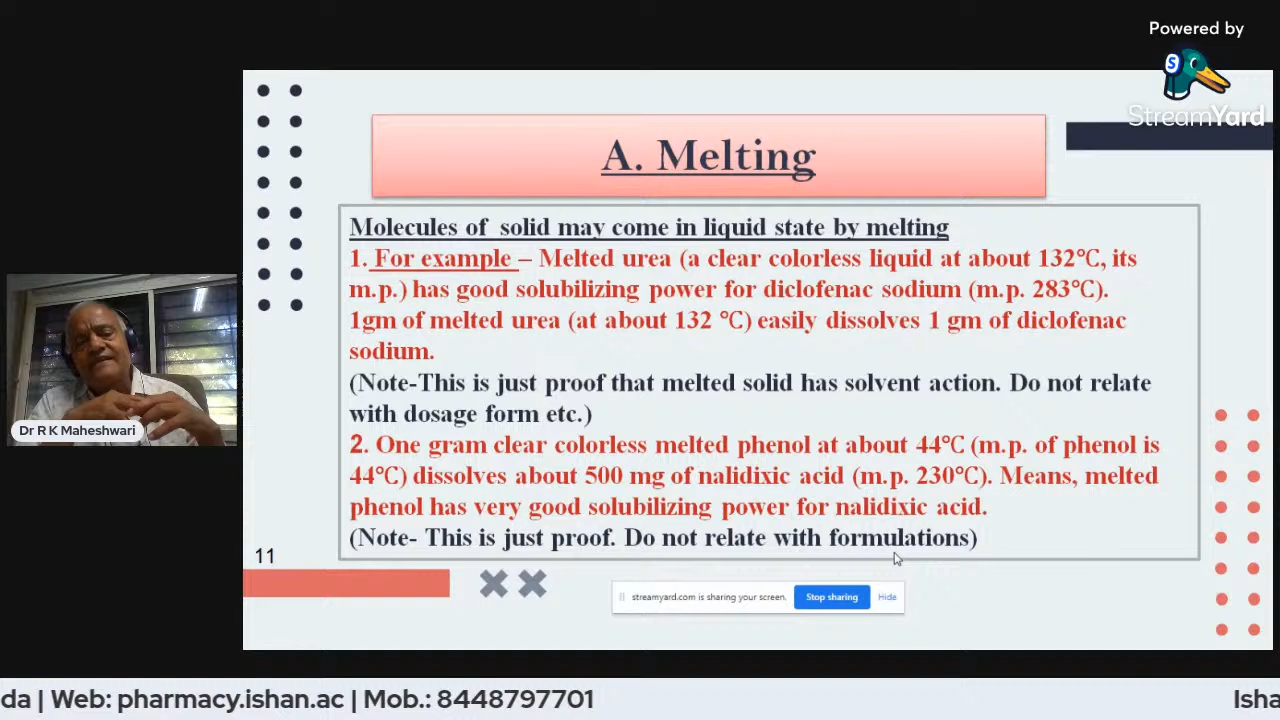 Powered by
S
StreamYard
A. Melting
Molecules of solid may come in liquid state by melting
1. For example – Melted urea (a clear colorless liquid at about 132℃, its
m.p.) has good solubilizing power for diclofenac sodium (m.p. 283℃).
1gm of melted urea (at about 132 ℃) easily dissolves 1 gm of diclofenac
sodium.
(Note-This is just proof that melted solid has solvent action. Do not relate
with dosage form etc.)
2. One gram clear colorless melted phenol at about 44℃ (m.p. of phenol is
44℃) dissolves about 500 mg of nalidixic acid (m.p. 230℃). Means, melted
phenol has very good solubilizing power for nalidixic acid.
(Note- This is just proof. Do not relate with formulations)
Dr R K Maheshwari
11
streamyard.com is sharing your screen.
Stop sharing
Hide
da | Web: pharmacy.ishan.ac | Mob.: 8448797701
Isha